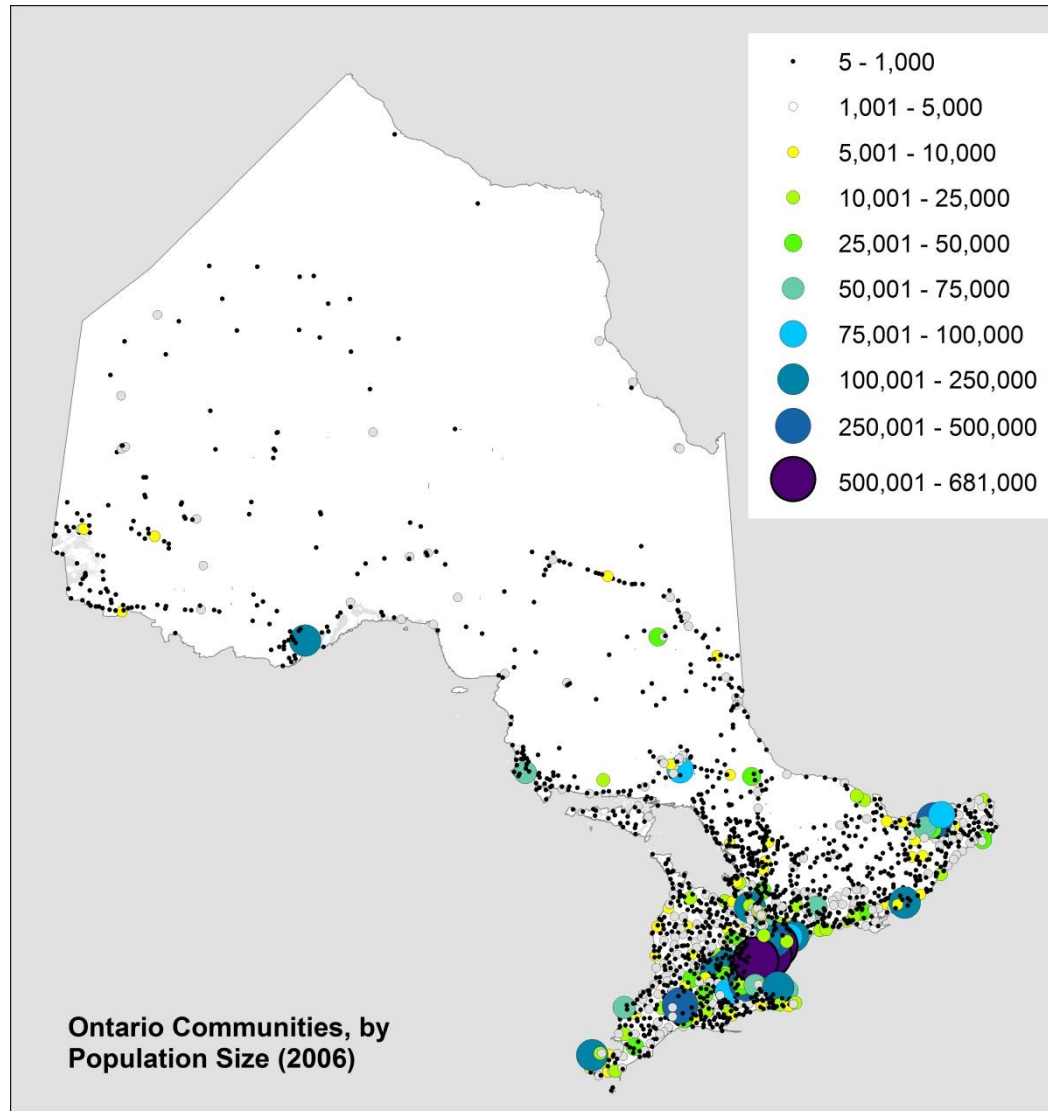 5 - 1,000
1,001 - 5,000
5,001 - 10,000
10,001 - 25,000
25,001 - 50,000
50,001 - 75,000
75,001 - 100,000
100,001 - 250,000
250,001 - 500,000
500,001 - 681,000
Ontario Communities, by
Population Size (2006)